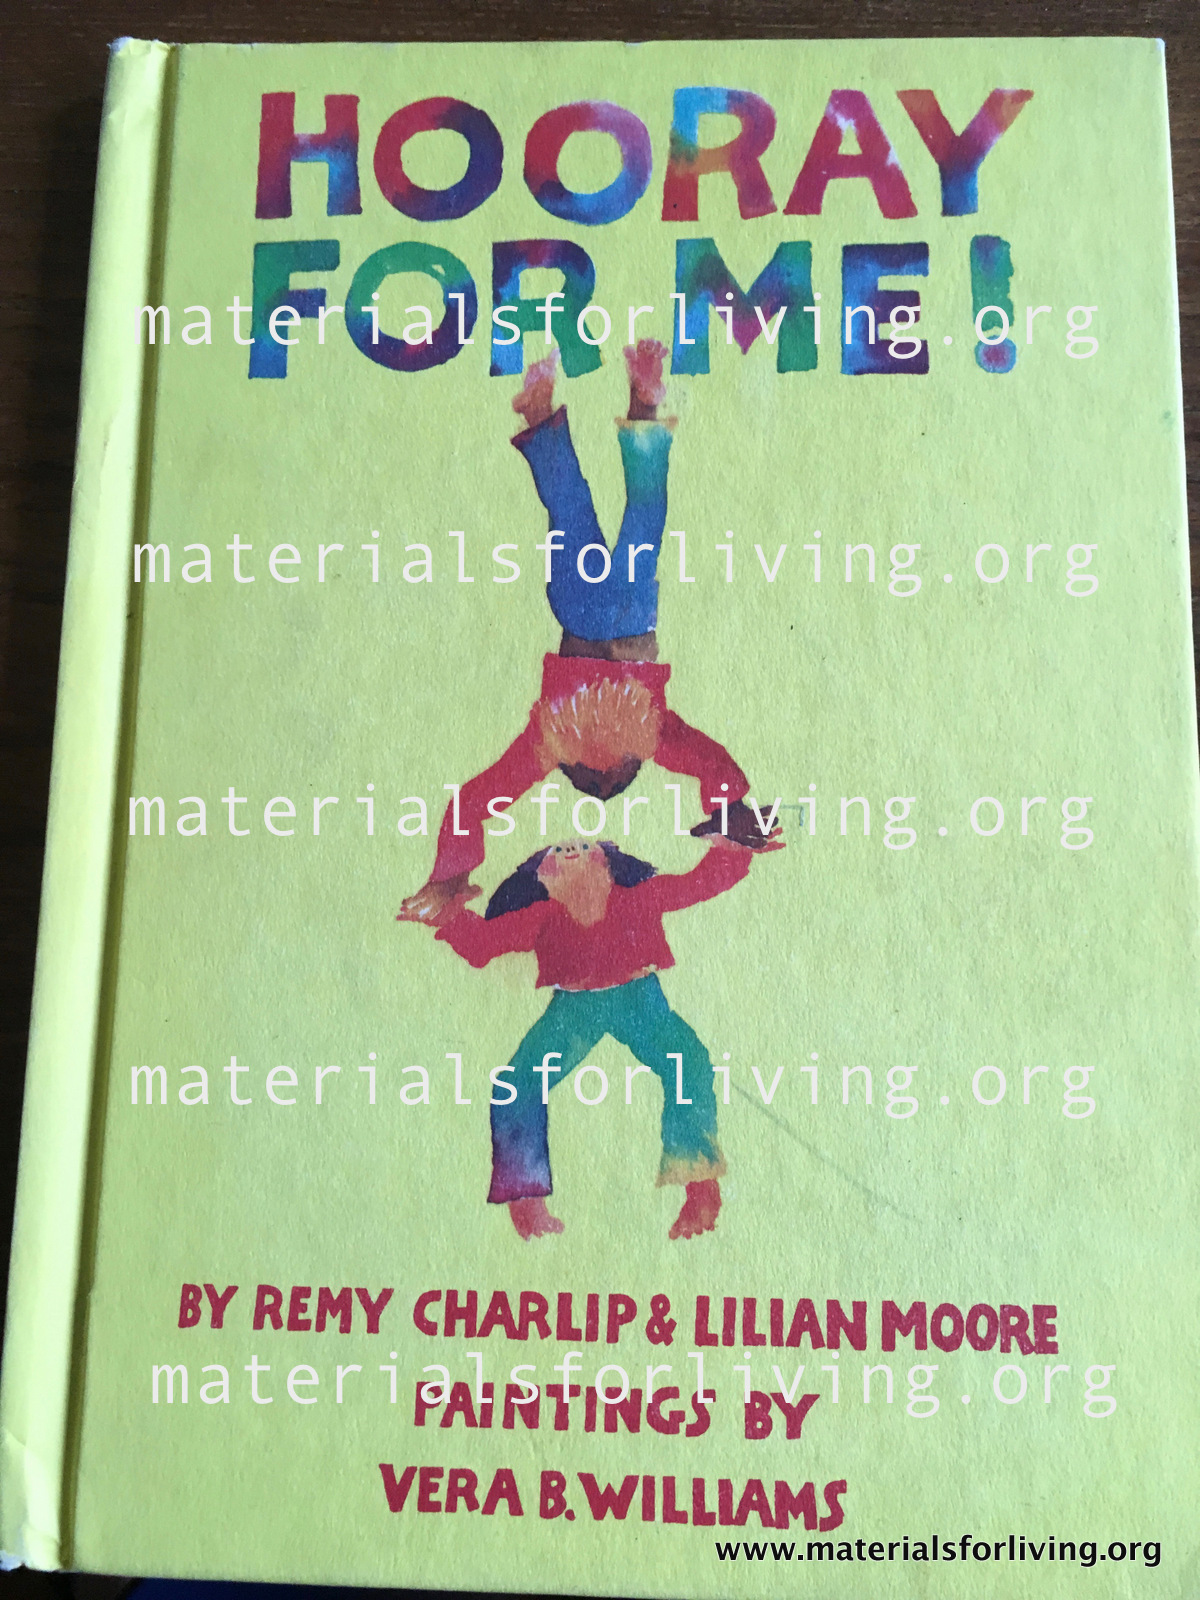 HOORAY
FOR ME!
materialsforliving.org
materialsforliving.org
materialsforliving.org
materialsforliving.org
BY REMY CHARLIP & LILIAN MOORE
materialsforliving.org
PAINTINGS BY
VERA B. WILLIAMS
www.materialsforliving.org